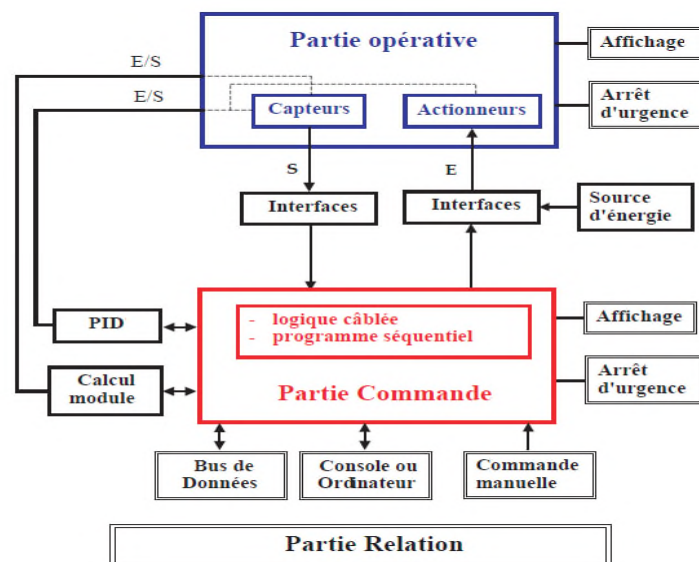 Partie opérative
Affichage
E/S
E/S
Capteurs
Actionneurs
Arrêt
d'urgence
S
E
Interfaces
Interfaces
Source
d'énergie
- logique câblée
- programme séquentiel
PID
Affichage
Calcul
module
Partie Commande
Arrêt
d'urgence
Bus de
Données
Console ou
Ordinateur
Commande
manuelle
Partie Relation